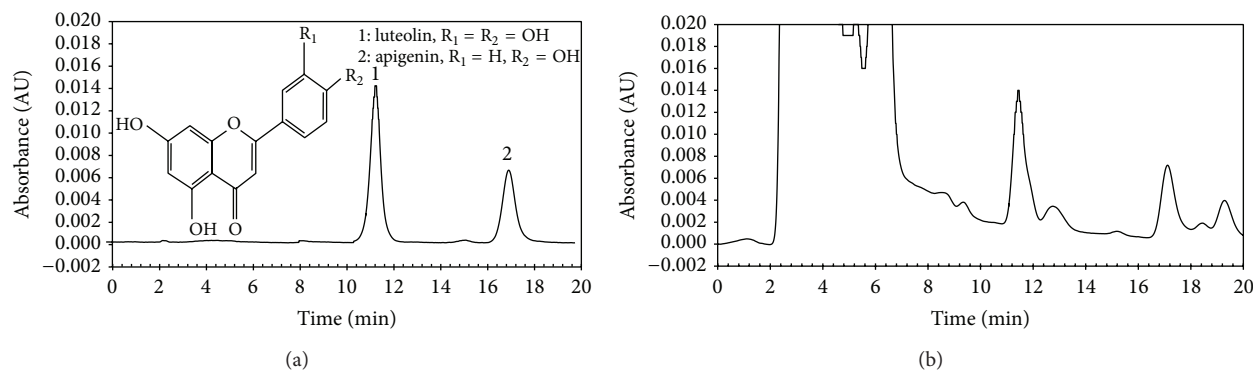 0.020
0.018
0.016
0.014
0.012
0.010
0.008
0.006
0.004
0.002
0.000
−0.002
Absorbance (AU)
R₁
1: luteolin, R₁ = R₂ = OH
2: apigenin, R₁ = H, R₂ = OH
1
R₂
HO
O
2
OH
O
0 2 4 6 8 10 12 14 16 18 20
Time (min)
(a)
0.020
0.018
0.016
0.014
0.012
0.010
0.008
0.006
0.004
0.002
0.000
−0.002
Absorbance (AU)
0 2 4 6 8 10 12 14 16 18 20
Time (min)
(b)